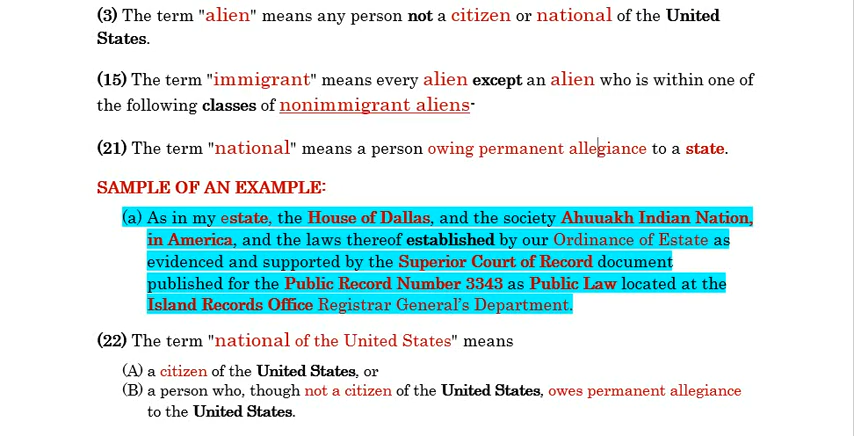 (3) The term "alien" means any person not a citizen or national of the United
States.
(15) The term "immigrant" means every alien except an alien who is within one of
the following classes of nonimmigrant aliens-
(21) The term "national" means a person owing permanent allegiance to a state.
SAMPLE OF AN EXAMPLE:
(a) As in my estate, the House of Dallas, and the society Ahuuakh Indian Nation,
in America, and the laws thereof established by our Ordinance of Estate as
evidenced and supported by the Superior Court of Record document
published for the Public Record Number 3343 as Public Law located at the
Island Records Office Registrar General's Department.
(22) The term "national of the United States" means
(A) a citizen of the United States, or
(B) a person who, though not a citizen of the United States, owes permanent allegiance
to the United States.